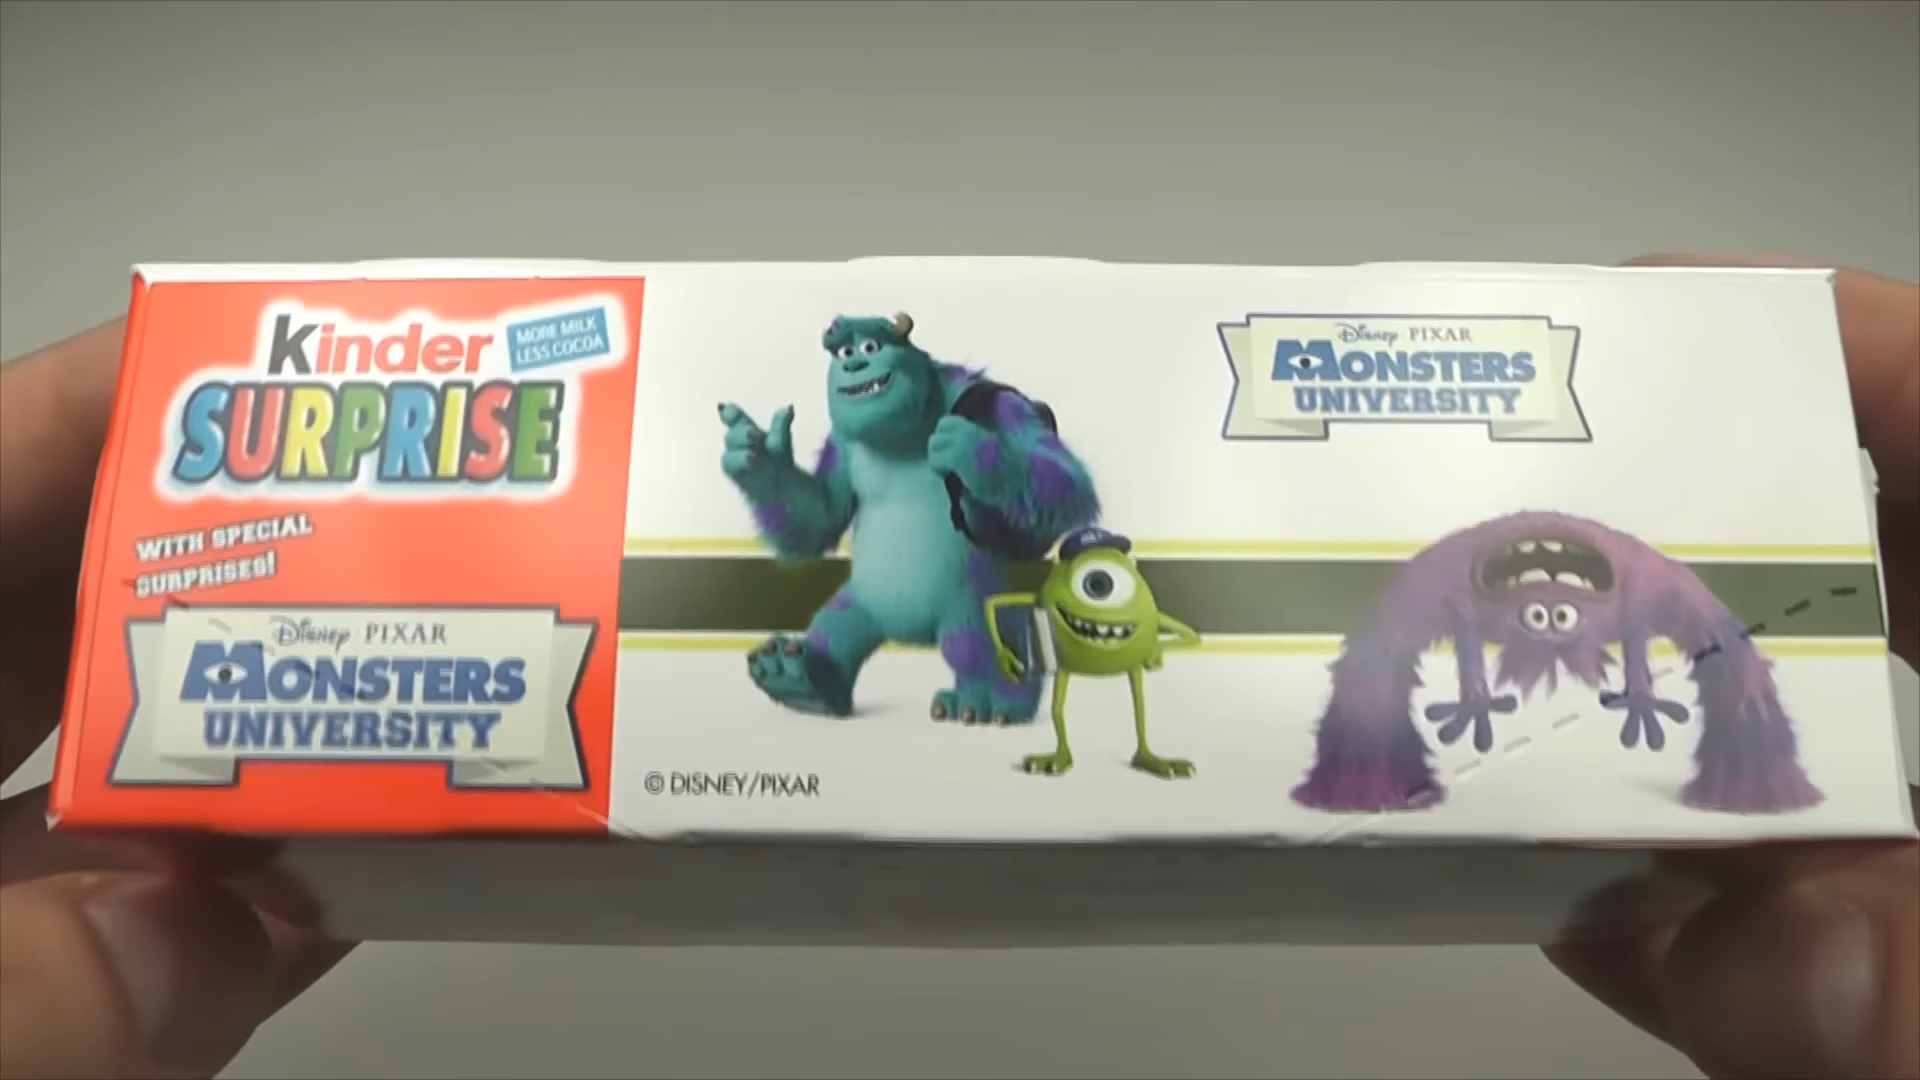 kinder
MORE MILK
LESS COCOA
SURPRISE
WITH SPECIAL
SURPRISES!
Disney PIXAR
MONSTERS
UNIVERSITY
© DISNEY/PIXAR
Disney PIXAR
MONSTERS
UNIVERSITY